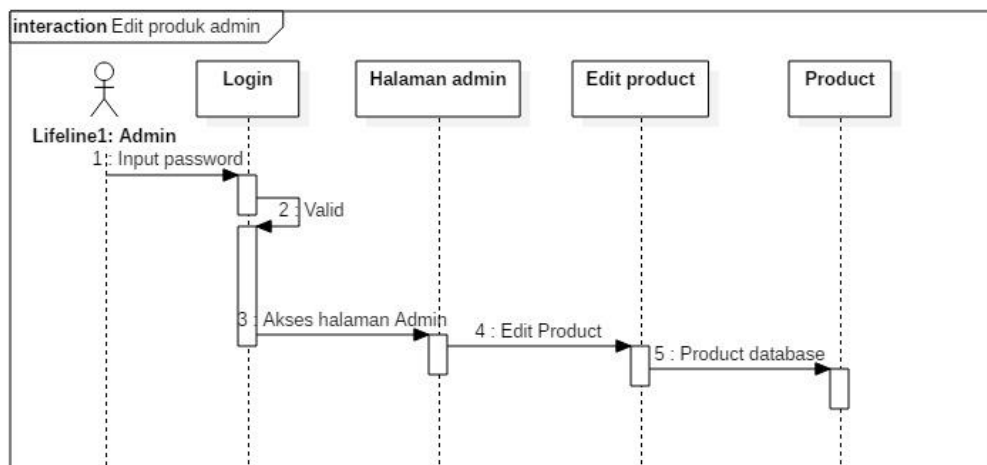 interaction Edit produk admin
Login
Halaman admin
Edit product
Product
Lifeline1: Admin
1 : Input password
2 : Valid
3 : Akses halaman Admin
4 : Edit Product
5 : Product database